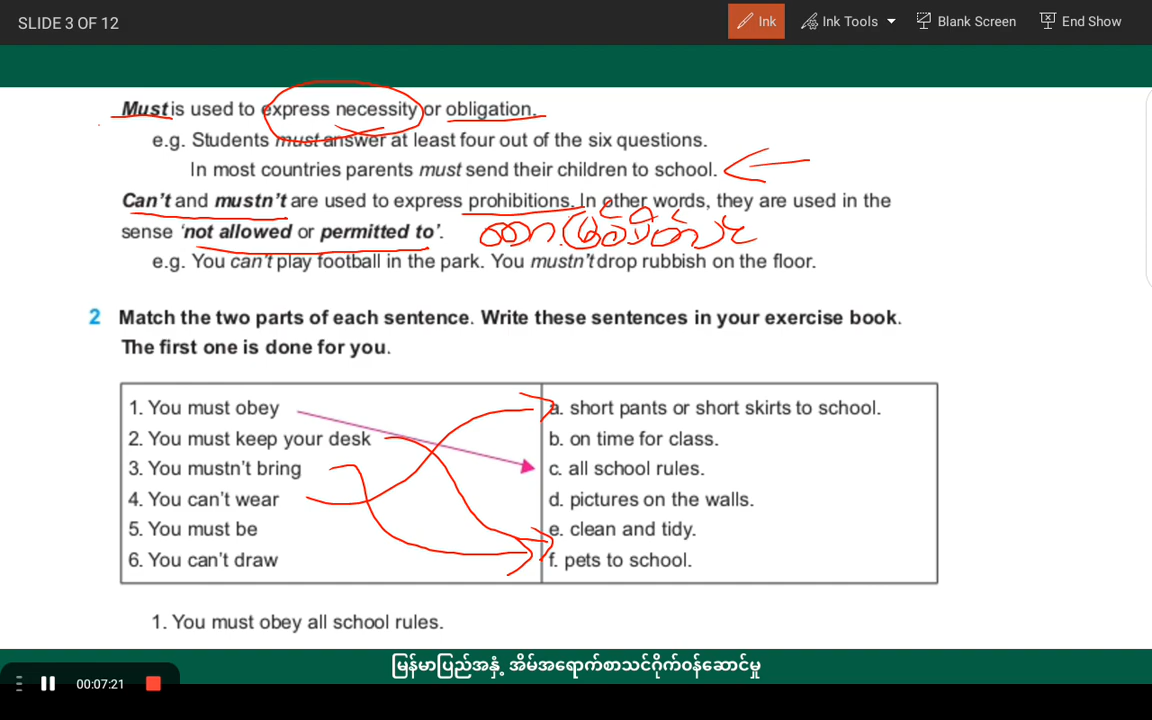 SLIDE 3 OF 12
Ink
Ink Tools
Blank Screen
End Show
Must is used to express necessity or obligation.
e.g. Students must answer at least four out of the six questions.
In most countries parents must send their children to school.
Can't and mustn't are used to express prohibitions. In other words, they are used in the
sense 'not allowed or permitted to'.
e.g. You can't play football in the park. You mustn't drop rubbish on the floor.
2 Match the two parts of each sentence. Write these sentences in your exercise book.
The first one is done for you.
1. You must obey
2. You must keep your desk
3. You mustn't bring
4. You can't wear
5. You must be
6. You can't draw
a. short pants or short skirts to school.
b. on time for class.
c. all school rules.
d. pictures on the walls.
e. clean and tidy.
f. pets to school.
1. You must obey all school rules.
မြန်မာပြည်အနှံ့ အိမ်အရောက်စာသင်ဂိုက်ဝန်ဆောင်မှု
00:07:21